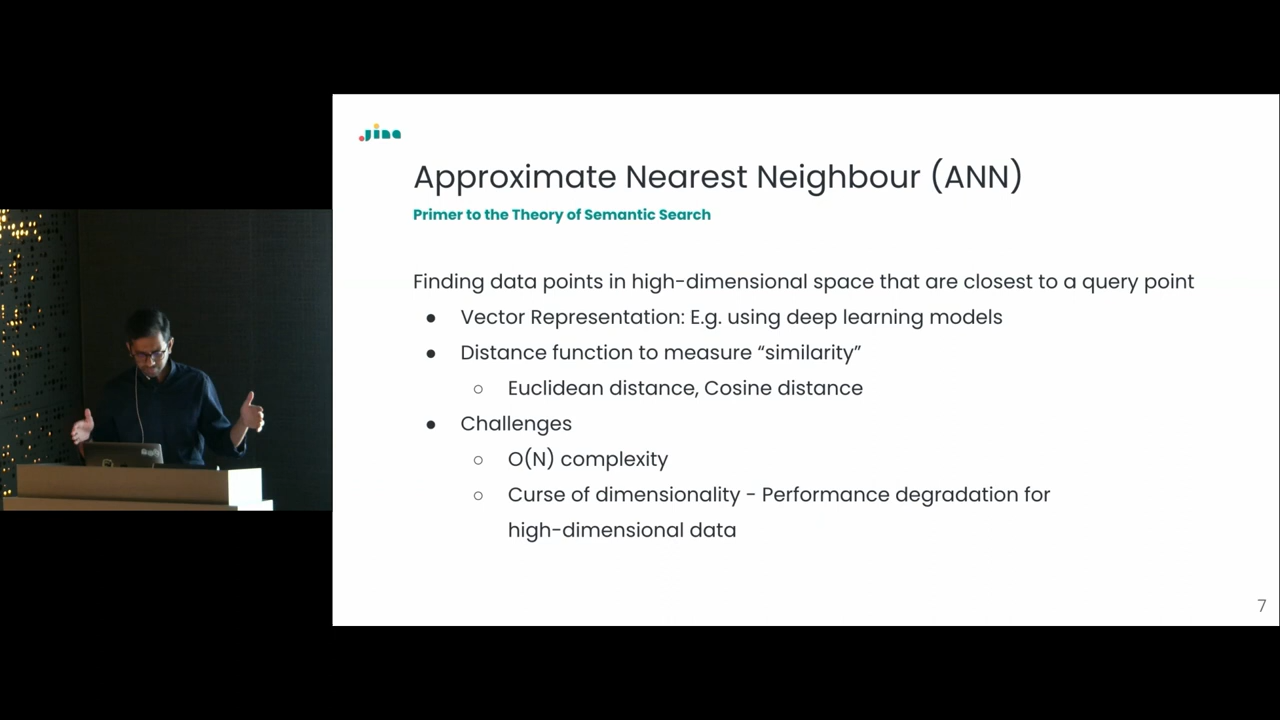 Jina
Approximate Nearest Neighbour (ANN)
Primer to the Theory of Semantic Search
Finding data points in high-dimensional space that are closest to a query point
● Vector Representation: E.g. using deep learning models
● Distance function to measure “similarity”
○ Euclidean distance, Cosine distance
● Challenges
○ O(N) complexity
○ Curse of dimensionality - Performance degradation for
high-dimensional data
7